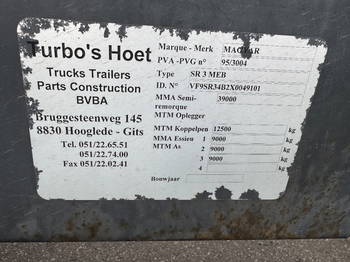 Turbo's Hoet
Trucks Trailers
Parts Construction
BVBA
Bruggesteenweg 145
8830 Hooglede - Gits
Tel. 051/22.65.51
051/22.74.00
Fax 051/22.02.41
Marque - Merk MAGYAR
PVA -PVG n° 95/3004
Type SR 3 MEB
ID. N° VF9SR34B2X0049101
MMA Semi- 39000
remorque
MTM Oplegger
MTM Koppelpen 12500 kg
MMA Essieu 1 9000 kg
MTM As 2 9000 kg
3 9000 kg
4 kg
Bouwjaar